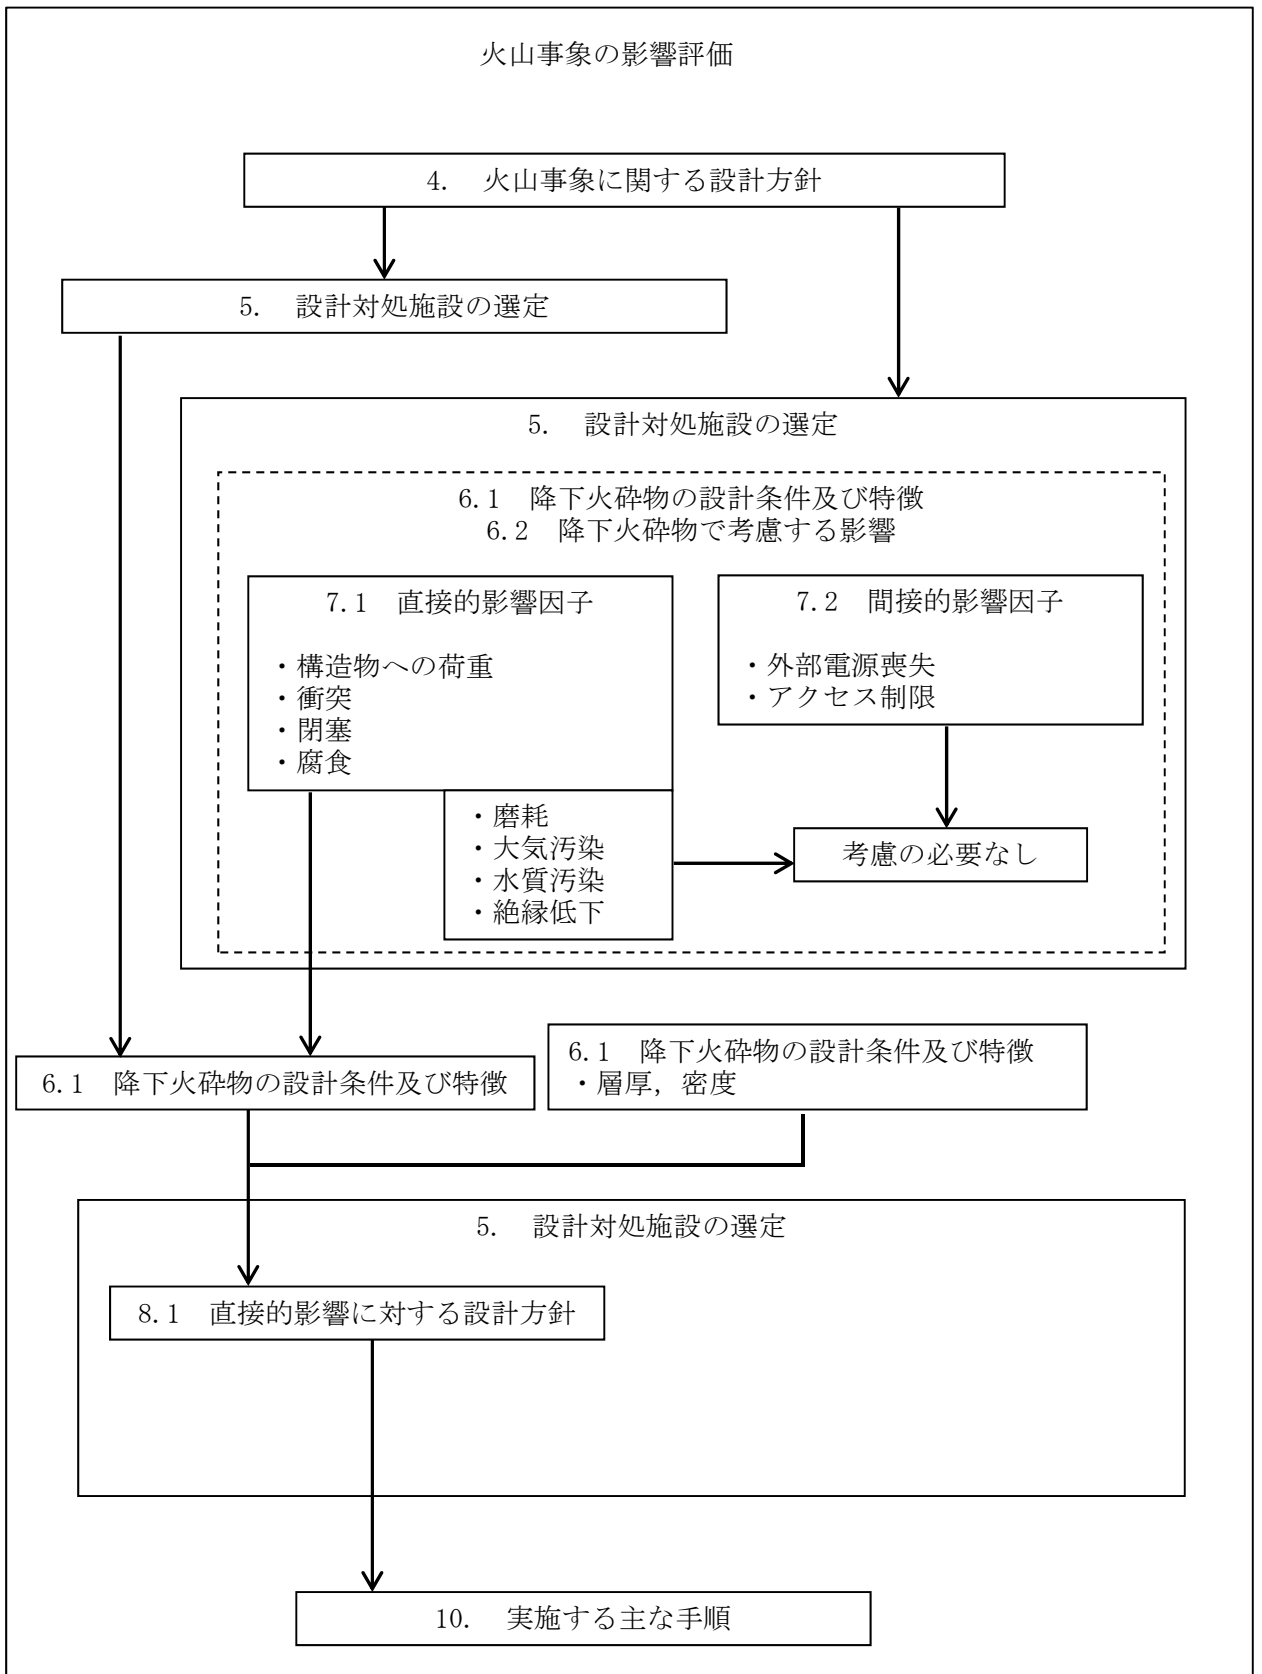 火山事象の影響評価
4.　火山事象に関する設計方針
5.　設計対処施設の選定
5.　設計対処施設の選定
6.1　降下火砕物の設計条件及び特徴
6.2　降下火砕物で考慮する影響
7.1　直接的影響因子
・構造物への荷重
・衝突
・閉塞
・腐食
・磨耗
・大気汚染
・水質汚染
・絶縁低下
7.2　間接的影響因子
・外部電源喪失
・アクセス制限
考慮の必要なし
6.1　降下火砕物の設計条件及び特徴
6.1　降下火砕物の設計条件及び特徴
・層厚，密度
5.　設計対処施設の選定
8.1　直接的影響に対する設計方針
10.　実施する主な手順